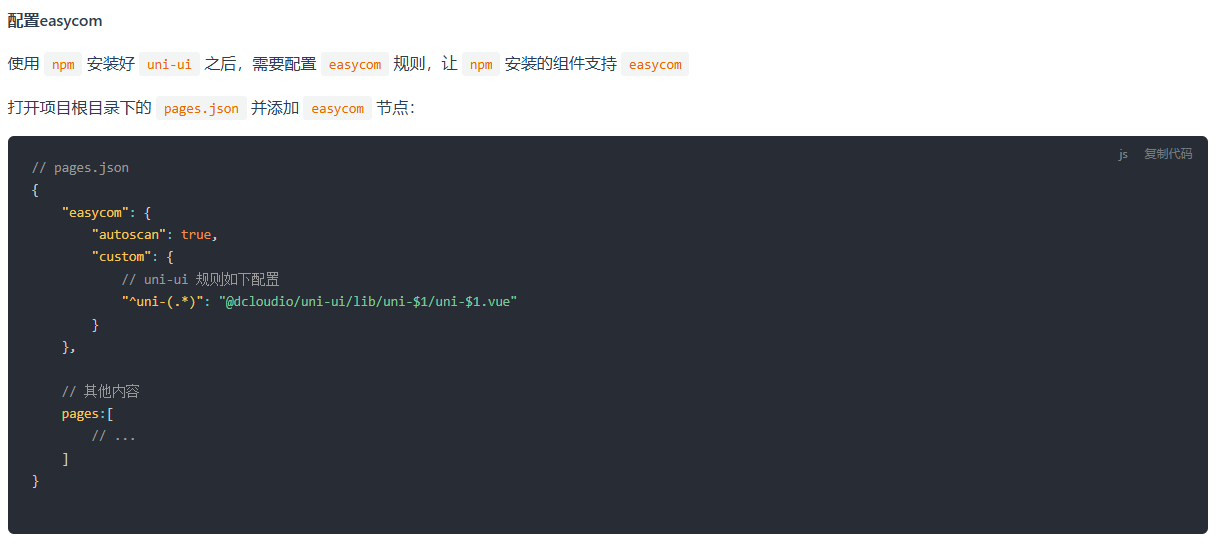 配置easycom
使用 npm 安装好 uni-ui 之后，需要配置 easycom 规则，让 npm 安装的组件支持 easycom
打开项目根目录下的 pages.json 并添加 easycom 节点：
js 复制代码
// pages.json
{
    "easycom": {
        "autoscan": true,
        "custom": {
            // uni-ui 规则如下配置
            "^uni-(.*)": "@dcloudio/uni-ui/lib/uni-$1/uni-$1.vue"
        }
    },
    // 其他内容
    pages:[
        // ...
    ]
}